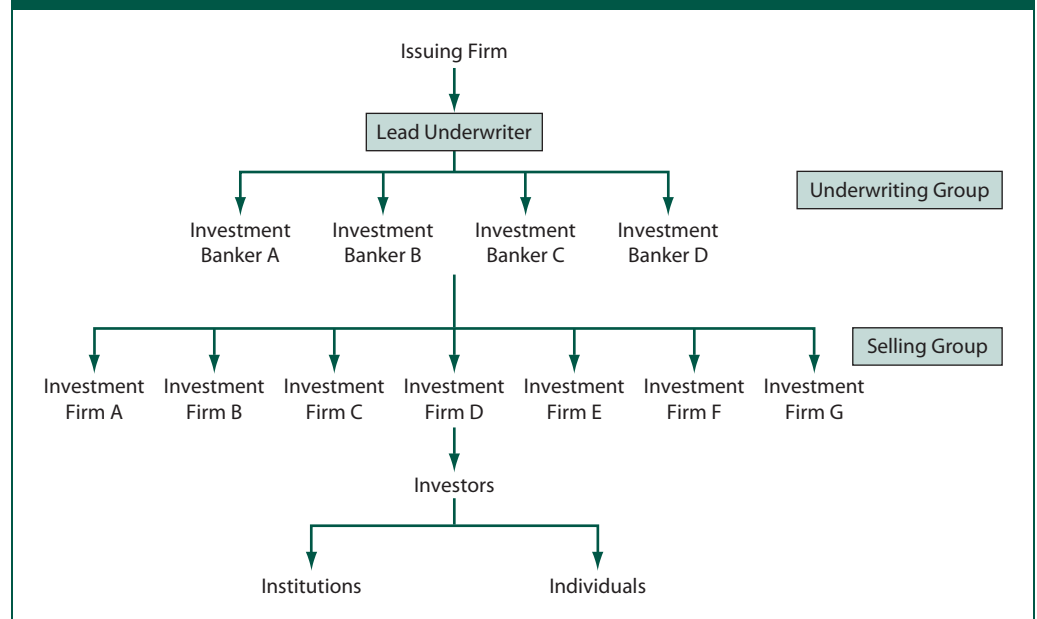 Issuing Firm
Lead Underwriter
Underwriting Group
Investment Investment Investment Investment
Banker A Banker B Banker C Banker D
Selling Group
Investment Investment Investment Investment Investment Investment Investment
Firm A Firm B Firm C Firm D Firm E Firm F Firm G
Investors
Institutions Individuals